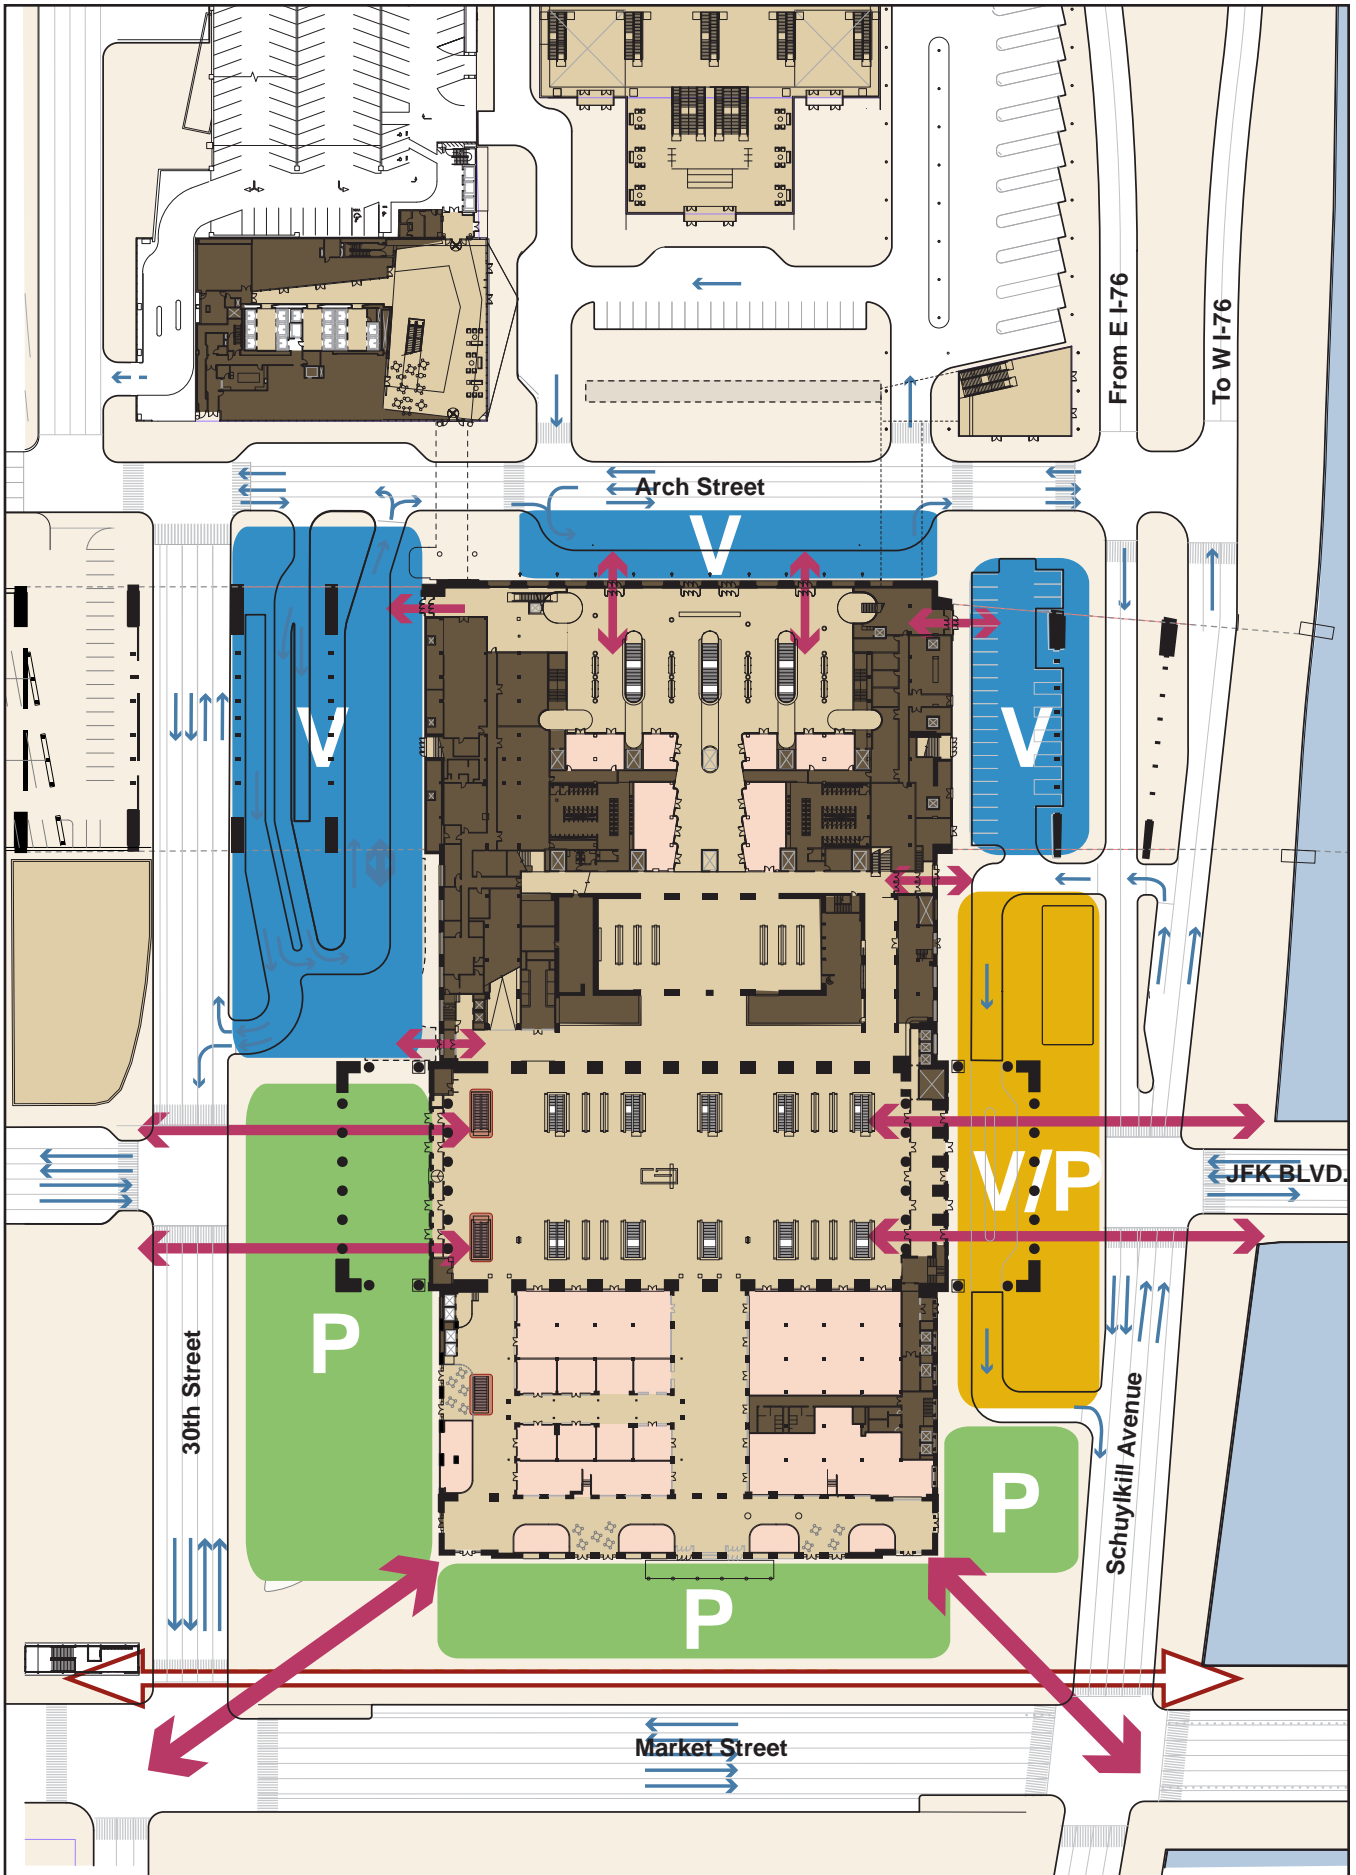 From E I-76
To W I-76
Arch Street
V
V
V
V/P
JFK BLVD.
P
30th Street
Schuylkill Avenue
P
P
Market Street